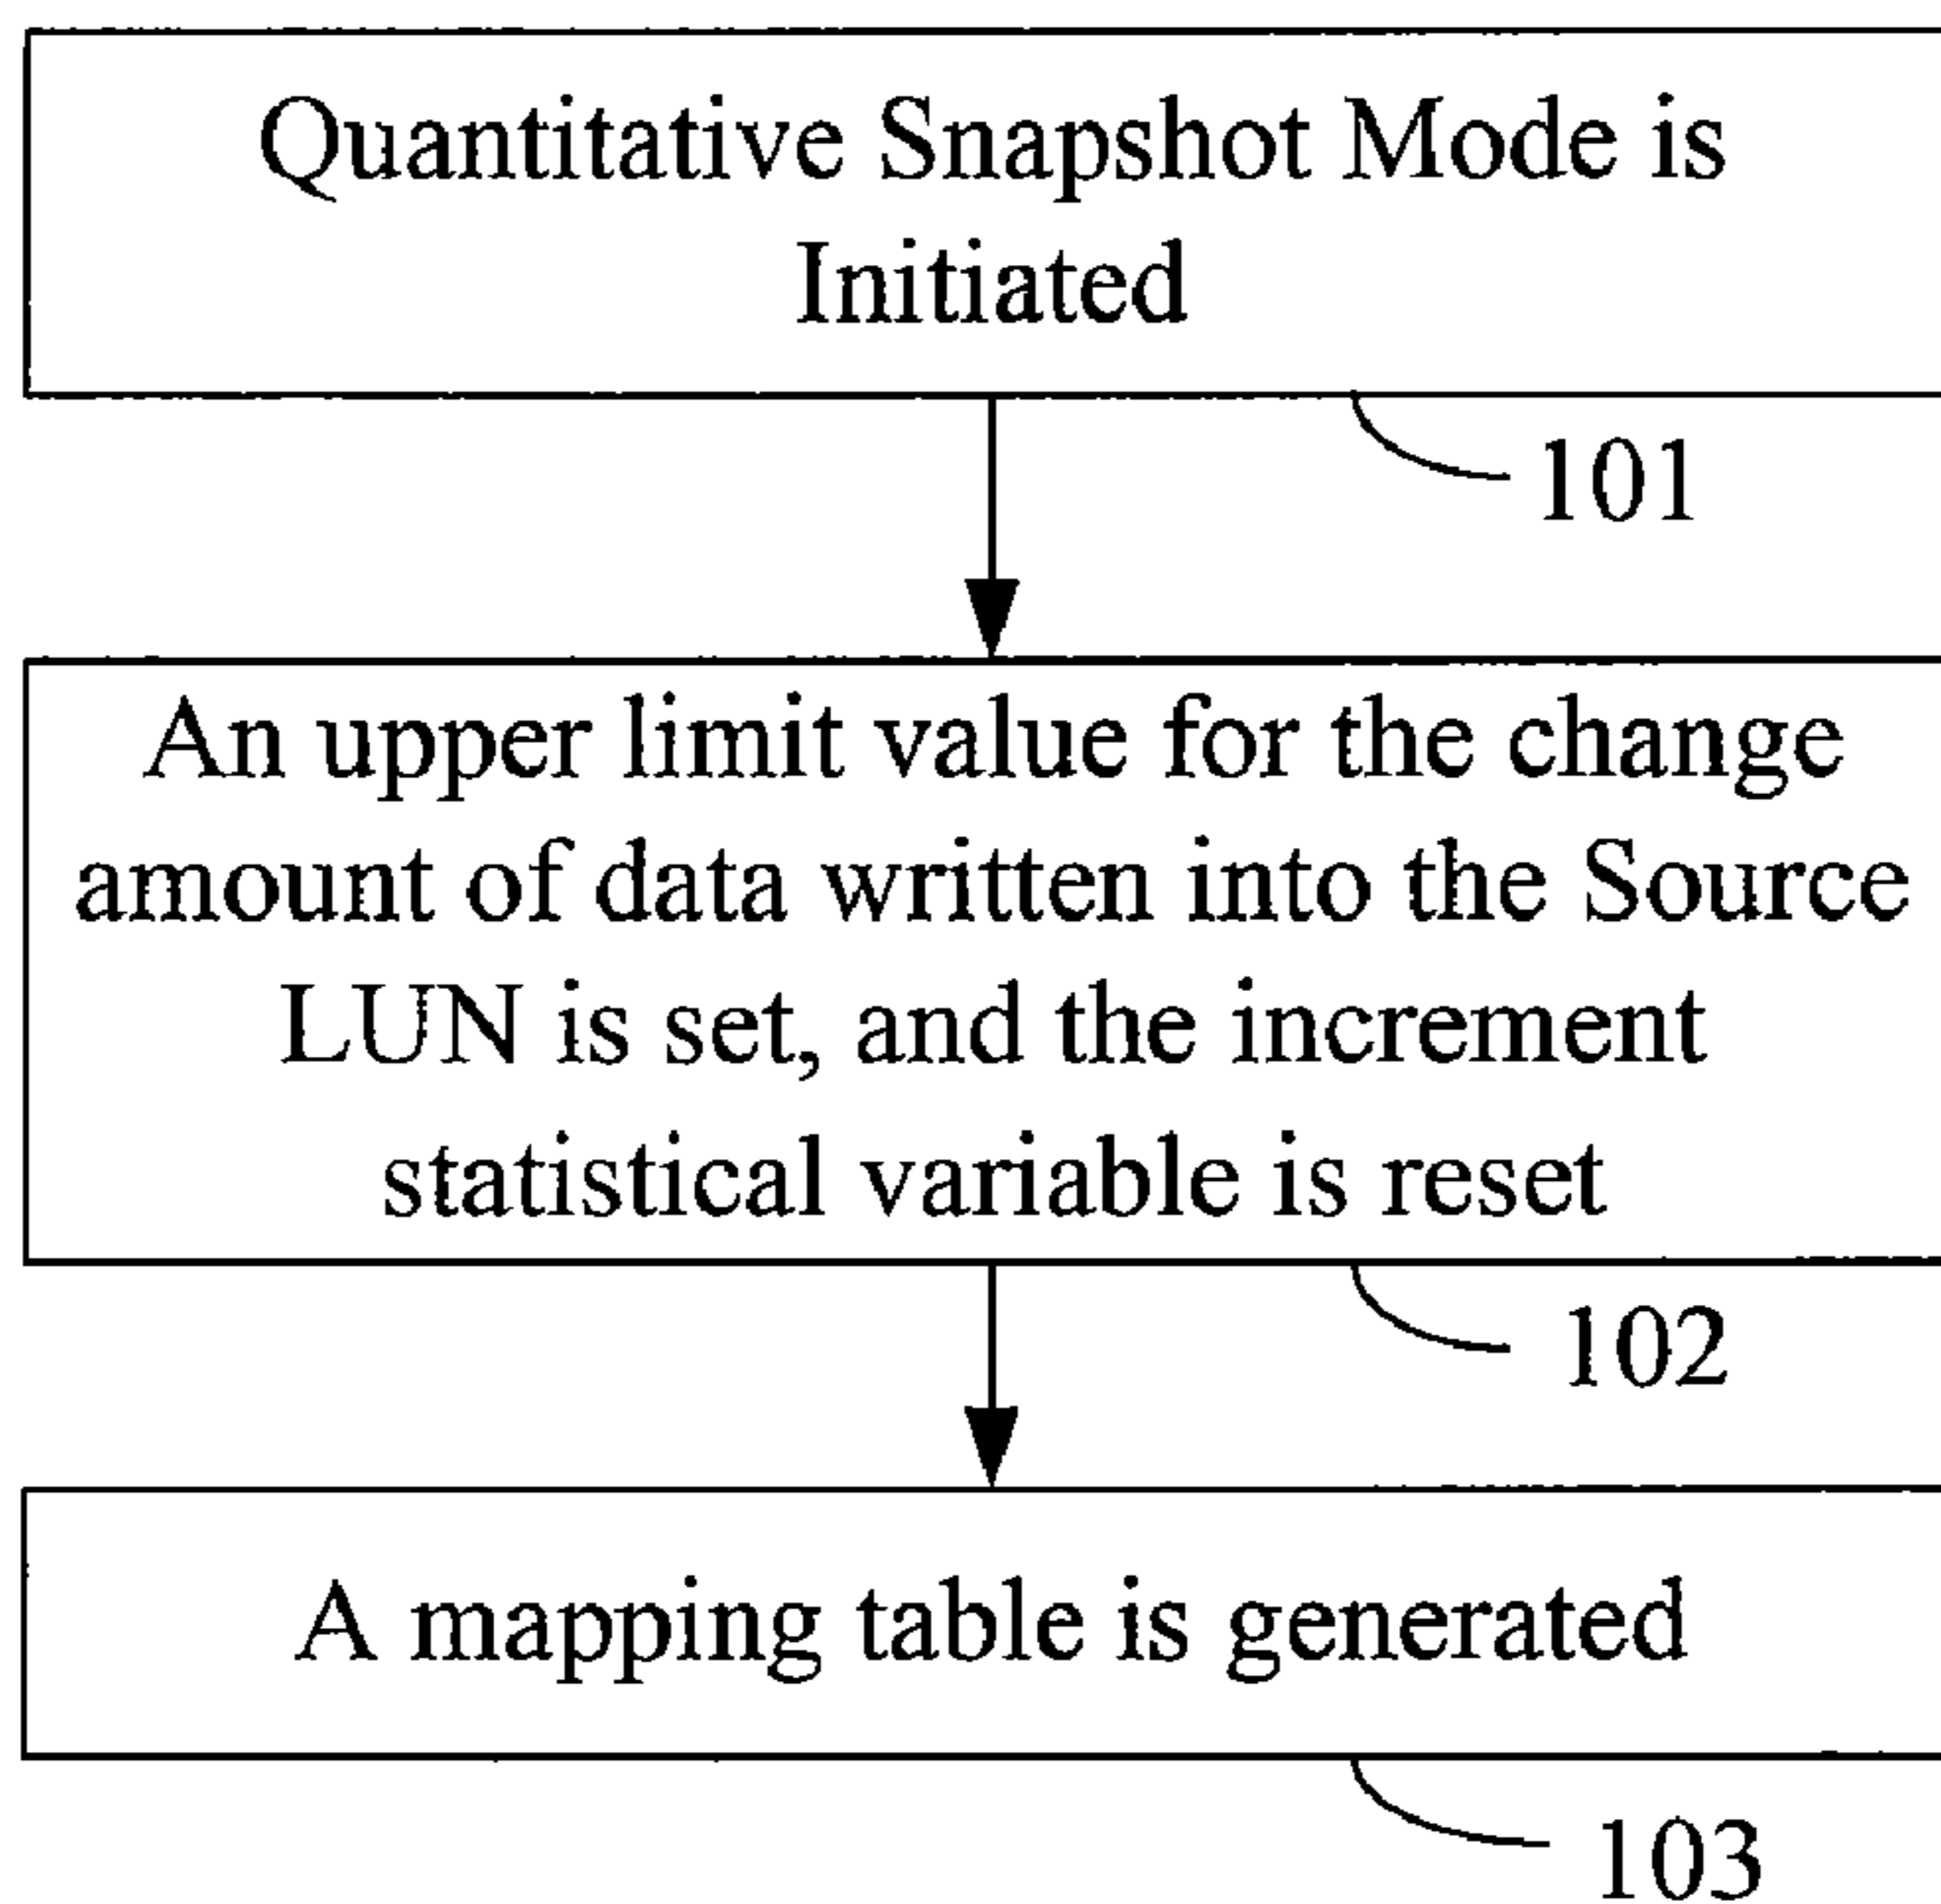 Quantitative Snapshot Mode is
Initiated
101
An upper limit value for the change
amount of data written into the Source
LUN is set, and the increment
statistical variable is reset
102
A mapping table is generated
103